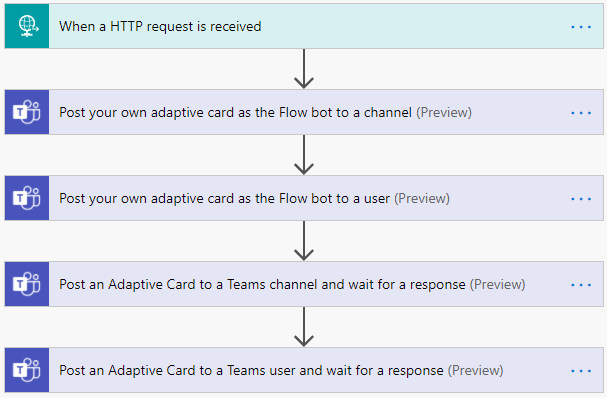 When a HTTP request is received
Post your own adaptive card as the Flow bot to a channel (Preview)
Post your own adaptive card as the Flow bot to a user (Preview)
Post an Adaptive Card to a Teams channel and wait for a response (Preview)
Post an Adaptive Card to a Teams user and wait for a response (Preview)